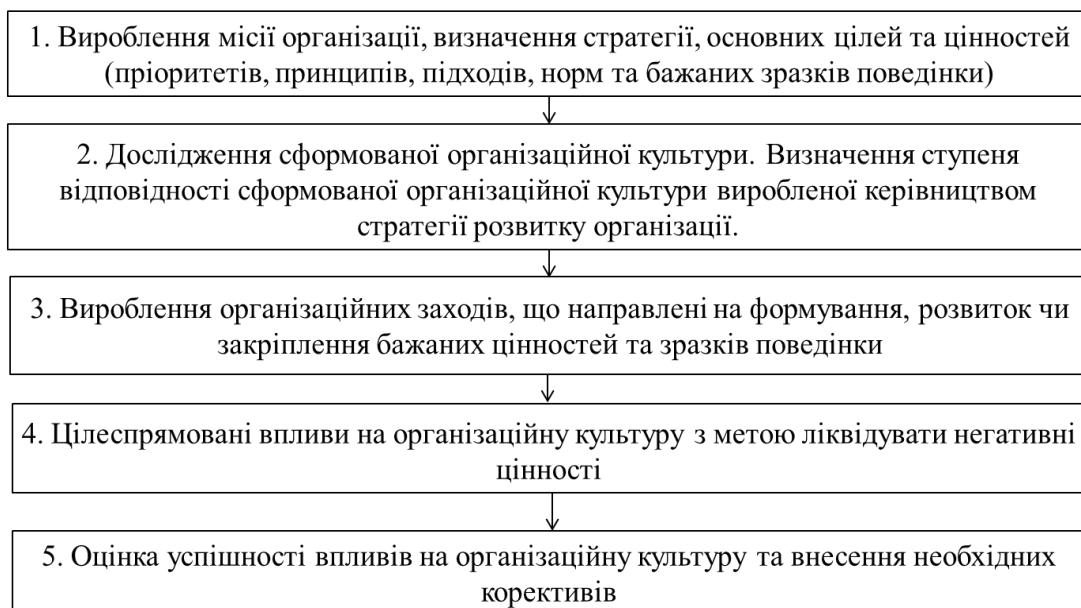 1. Вироблення місії організації, визначення стратегії, основних цілей та цінностей
(пріоритетів, принципів, підходів, норм та бажаних зразків поведінки)
2. Дослідження сформованої організаційної культури. Визначення ступеня
відповідності сформованої організаційної культури виробленої керівництвом
стратегії розвитку організації.
3. Вироблення організаційних заходів, що направлені на формування, розвиток чи
закріплення бажаних цінностей та зразків поведінки
4. Цілеспрямовані впливи на організаційну культуру з метою ліквідувати негативні
цінності
5. Оцінка успішності впливів на організаційну культуру та внесення необхідних
корективів